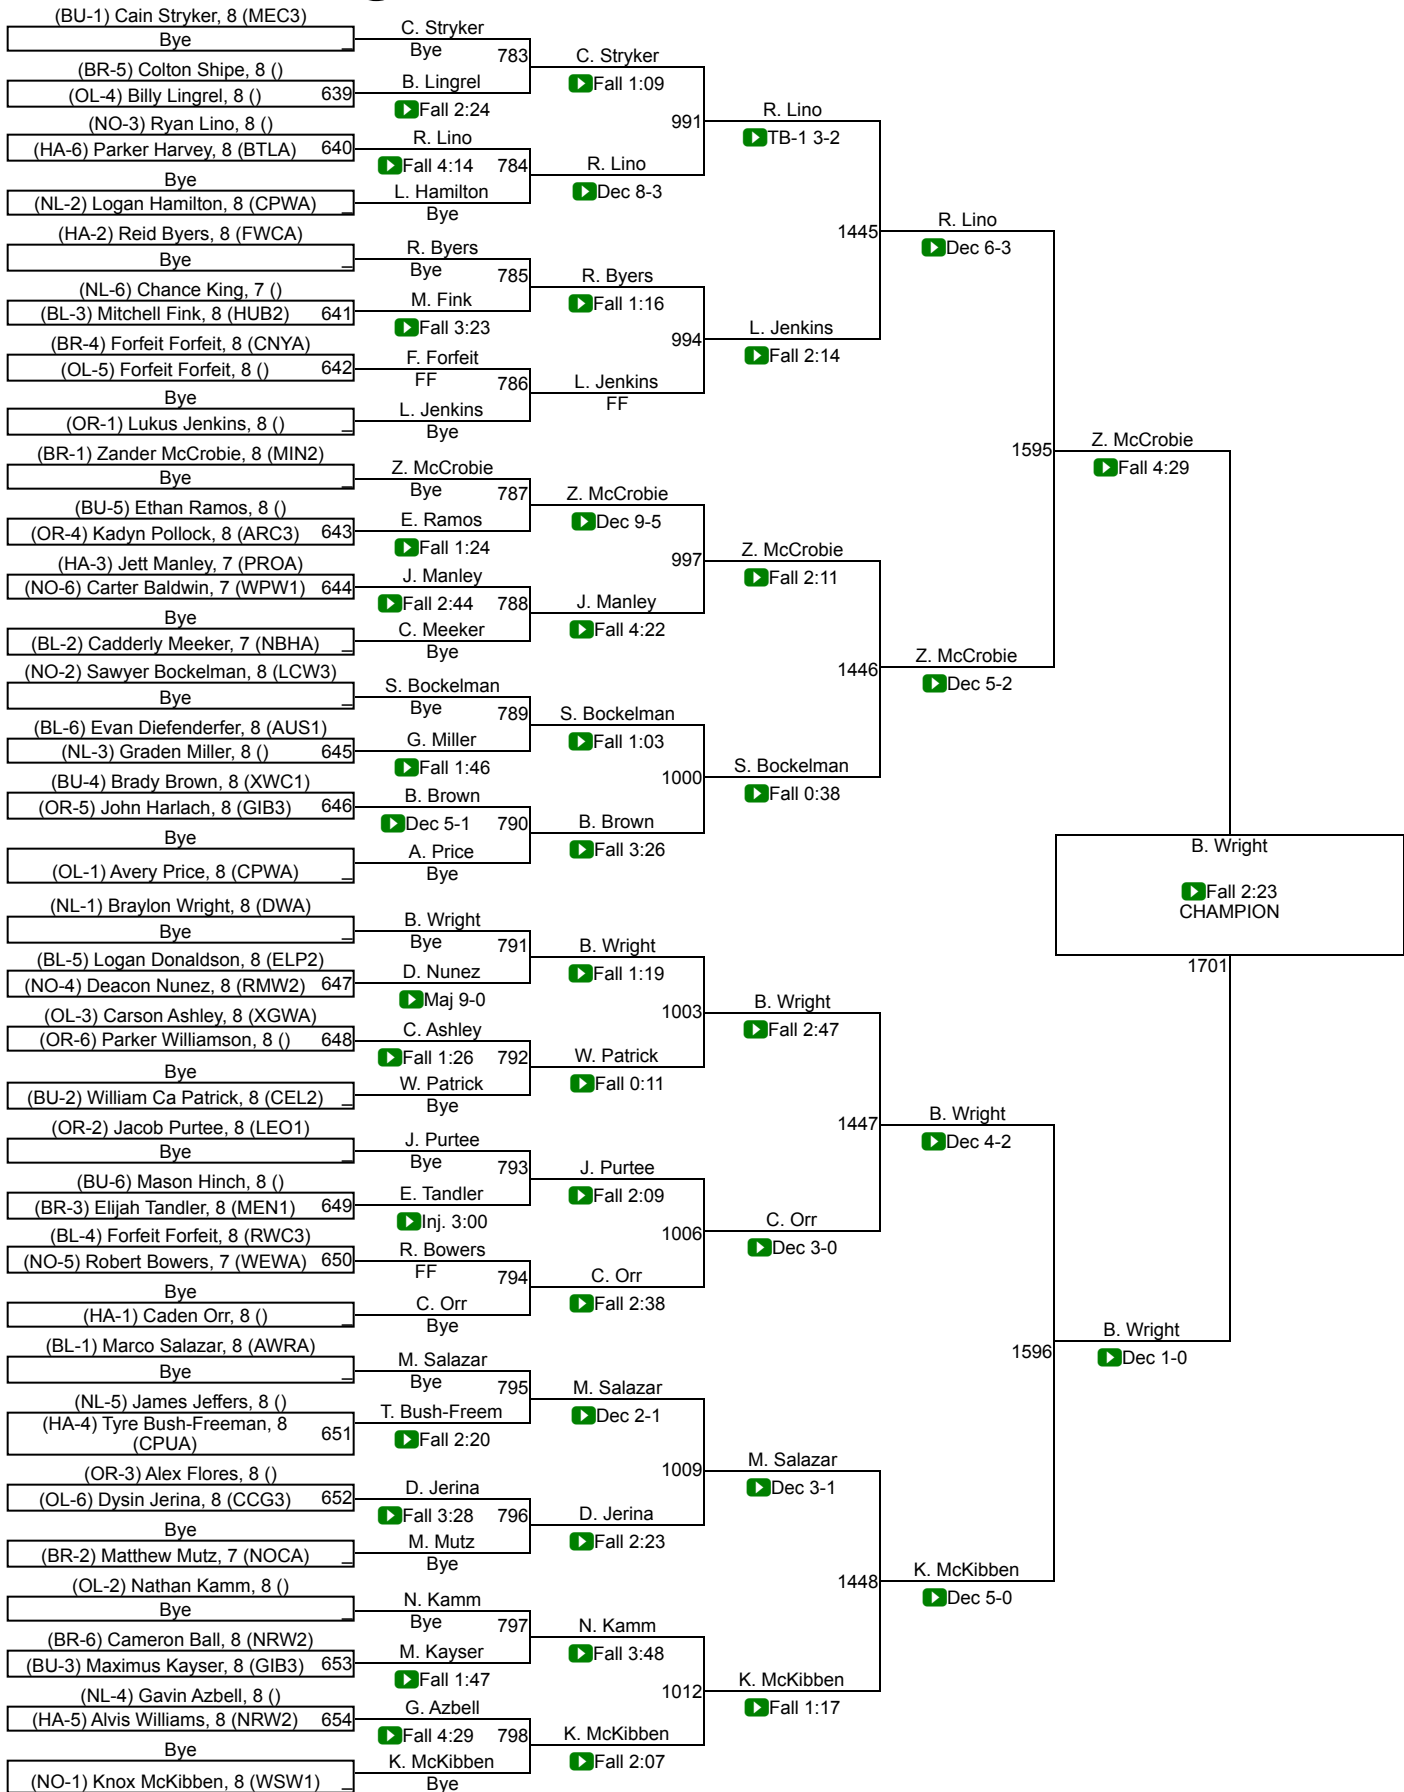 (BU-1) Cain Stryker, 8 (MEC3)
Bye
(BR-5) Colton Shipe, 8 ()
(OL-4) Billy Lingrel, 8 () 639
(NO-3) Ryan Lino, 8 ()
(HA-6) Parker Harvey, 8 (BTLA) 640
Bye
(NL-2) Logan Hamilton, 8 (CPWA)
(HA-2) Reid Byers, 8 (FWCA)
Bye
(NL-6) Chance King, 7 ()
(BL-3) Mitchell Fink, 8 (HUB2) 641
(BR-4) Forfeit Forfeit, 8 (CNYA)
(OL-5) Forfeit Forfeit, 8 () 642
Bye
(OR-1) Lukus Jenkins, 8 ()
(BR-1) Zander McCrobie, 8 (MIN2)
Bye
(BU-5) Ethan Ramos, 8 ()
(OR-4) Kadyn Pollock, 8 (ARC3) 643
(HA-3) Jett Manley, 7 (PROA)
(NO-6) Carter Baldwin, 7 (WPW1) 644
Bye
(BL-2) Cadderly Meeker, 7 (NBHA)
(NO-2) Sawyer Bockelman, 8 (LCW3)
Bye
(BL-6) Evan Diefenderfer, 8 (AUS1)
(NL-3) Graden Miller, 8 () 645
(BU-4) Brady Brown, 8 (XWC1)
(OR-5) John Harlach, 8 (GIB3) 646
Bye
(OL-1) Avery Price, 8 (CPWA)
(NL-1) Braylon Wright, 8 (DWA)
Bye
(BL-5) Logan Donaldson, 8 (ELP2)
(NO-4) Deacon Nunez, 8 (RMW2) 647
(OL-3) Carson Ashley, 8 (XGWA)
(OR-6) Parker Williamson, 8 () 648
Bye
(BU-2) William Ca Patrick, 8 (CEL2)
(OR-2) Jacob Purtee, 8 (LEO1)
Bye
(BU-6) Mason Hinch, 8 ()
(BR-3) Elijah Tandler, 8 (MEN1) 649
(BL-4) Forfeit Forfeit, 8 (RWC3)
(NO-5) Robert Bowers, 7 (WEWA) 650
Bye
(HA-1) Caden Orr, 8 ()
(BL-1) Marco Salazar, 8 (AWRA)
Bye
(NL-5) James Jeffers, 8 ()
(HA-4) Tyre Bush-Freeman, 8
(CPUA) 651
(OR-3) Alex Flores, 8 ()
(OL-6) Dysin Jerina, 8 (CCG3) 652
Bye
(BR-2) Matthew Mutz, 7 (NOCA)
(OL-2) Nathan Kamm, 8 ()
Bye
(BR-6) Cameron Ball, 8 (NRW2)
(BU-3) Maximus Kayser, 8 (GIB3) 653
(NL-4) Gavin Azbell, 8 ()
(HA-5) Alvis Williams, 8 (NRW2) 654
Bye
(NO-1) Knox McKibben, 8 (WSW1)
C. Stryker
Bye 783
B. Lingrel
Fall 2:24
R. Lino
Fall 4:14 784
L. Hamilton
Bye
R. Byers
Bye 785
M. Fink
Fall 3:23
F. Forfeit
FF 786
L. Jenkins
Bye
Z. McCrobie
Bye 787
E. Ramos
Fall 1:24
J. Manley
Fall 2:44 788
C. Meeker
Bye
S. Bockelman
Bye 789
G. Miller
Fall 1:46
B. Brown
Dec 5-1 790
A. Price
Bye
B. Wright
Bye 791
D. Nunez
Maj 9-0
C. Ashley
Fall 1:26 792
W. Patrick
Bye
J. Purtee
Bye 793
E. Tandler
Inj. 3:00
R. Bowers
FF 794
C. Orr
Bye
M. Salazar
Bye 795
T. Bush-Freem
Fall 2:20
D. Jerina
Fall 3:28 796
M. Mutz
Bye
N. Kamm
Bye 797
M. Kayser
Fall 1:47
G. Azbell
Fall 4:29 798
K. McKibben
Bye
C. Stryker
Fall 1:09
991
R. Lino
Dec 8-3
R. Byers
Fall 1:16
994
L. Jenkins
FF
Z. McCrobie
Dec 9-5
997
J. Manley
Fall 4:22
S. Bockelman
Fall 1:03
1000
B. Brown
Fall 3:26
B. Wright
Fall 1:19
1003
W. Patrick
Fall 0:11
J. Purtee
Fall 2:09
1006
C. Orr
Fall 2:38
M. Salazar
Dec 2-1
1009
D. Jerina
Fall 2:23
N. Kamm
Fall 3:48
1012
K. McKibben
Fall 2:07
R. Lino
TB-1 3-2
1445
L. Jenkins
Fall 2:14
Z. McCrobie
Fall 2:11
1446
S. Bockelman
Fall 0:38
B. Wright
Fall 2:47
1447
C. Orr
Dec 3-0
M. Salazar
Dec 3-1
1448
K. McKibben
Fall 1:17
R. Lino
Dec 6-3
1595
Z. McCrobie
Dec 5-2
B. Wright
Dec 4-2
1596
K. McKibben
Dec 5-0
Z. McCrobie
Fall 4:29
B. Wright
Fall 2:23
CHAMPION
1701
B. Wright
Dec 1-0